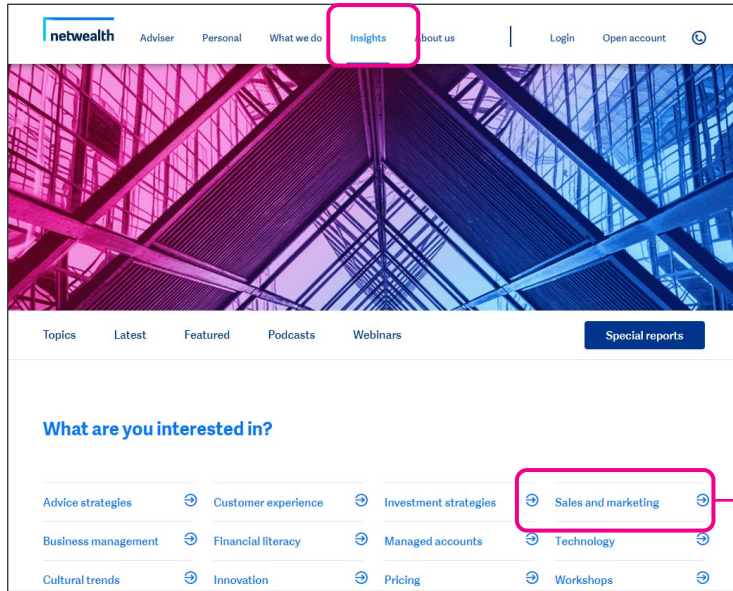 netwealth Adviser Personal What we do Insights About us Login Open account
Topics Latest Featured Podcasts Webinars Special reports
What are you interested in?
Advice strategies Customer experience Investment strategies Sales and marketing
Business management Financial literacy Managed accounts Technology
Cultural trends Innovation Pricing Workshops